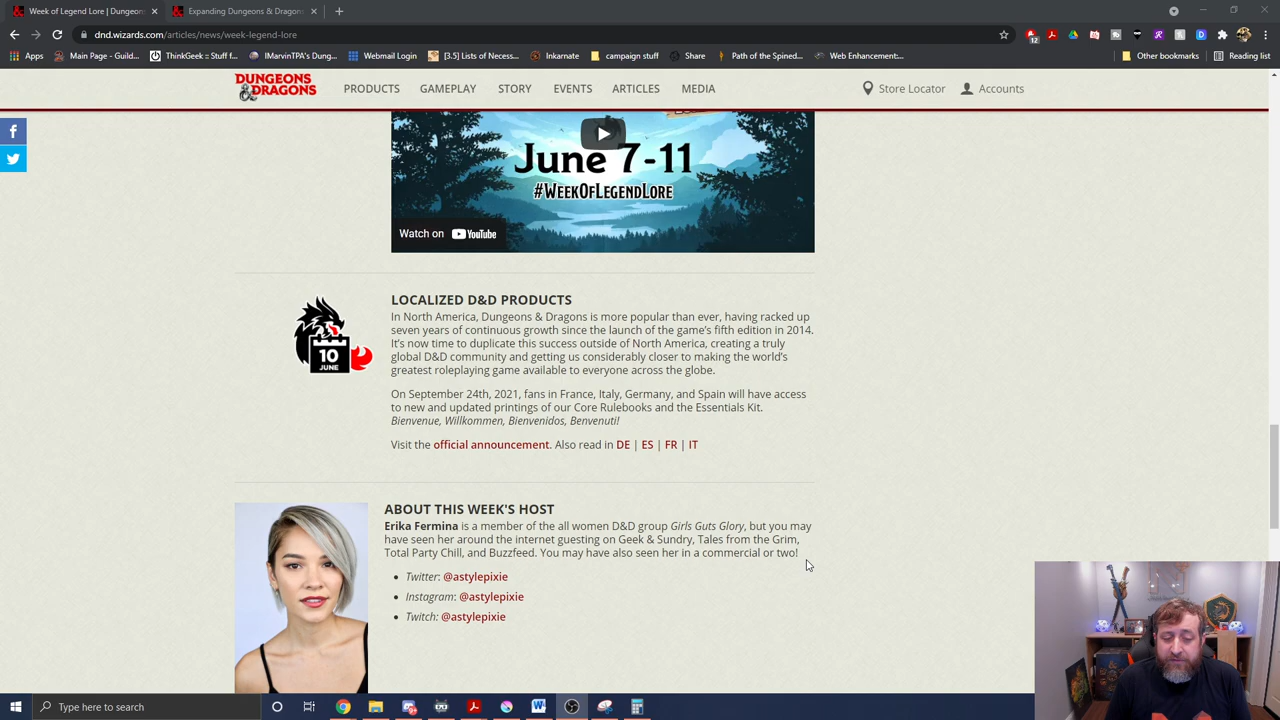 Week of Legend Lore | Dungeons
Expanding Dungeons & Dragons
dnd.wizards.com/articles/news/week-legend-lore
12
Apps
Main Page - Guild...
ThinkGeek :: Stuff f...
IMarvinTPA's Dung...
Webmail Login
[3.5] Lists of Necess...
Inkarnate
campaign stuff
Share
Path of the Spined...
Web Enhancement:...
Other bookmarks
Reading list
DUNGEONS & DRAGONS
PRODUCTS GAMEPLAY STORY EVENTS ARTICLES MEDIA
Store Locator Accounts
June 7-11
#WEEKOFLEGENDLORE
Watch on YouTube
LOCALIZED D&D PRODUCTS
In North America, Dungeons & Dragons is more popular than ever, having racked up
seven years of continuous growth since the launch of the game's fifth edition in 2014.
It's now time to duplicate this success outside of North America, creating a truly
global D&D community and getting us considerably closer to making the world's
greatest roleplaying game available to everyone across the globe.
10
JUNE
On September 24th, 2021, fans in France, Italy, Germany, and Spain will have access
to new and updated printings of our Core Rulebooks and the Essentials Kit.
Bienvenue, Willkommen, Bienvenidos, Benvenuti!
Visit the official announcement. Also read in DE | ES | FR | IT
ABOUT THIS WEEK'S HOST
Erika Fermina is a member of the all women D&D group Girls Guts Glory, but you may
have seen her around the internet guesting on Geek & Sundry, Tales from the Grim,
Total Party Chill, and Buzzfeed. You may have also seen her in a commercial or two!
Twitter: @astylepixie
Instagram: @astylepixie
Twitch: @astylepixie
Type here to search